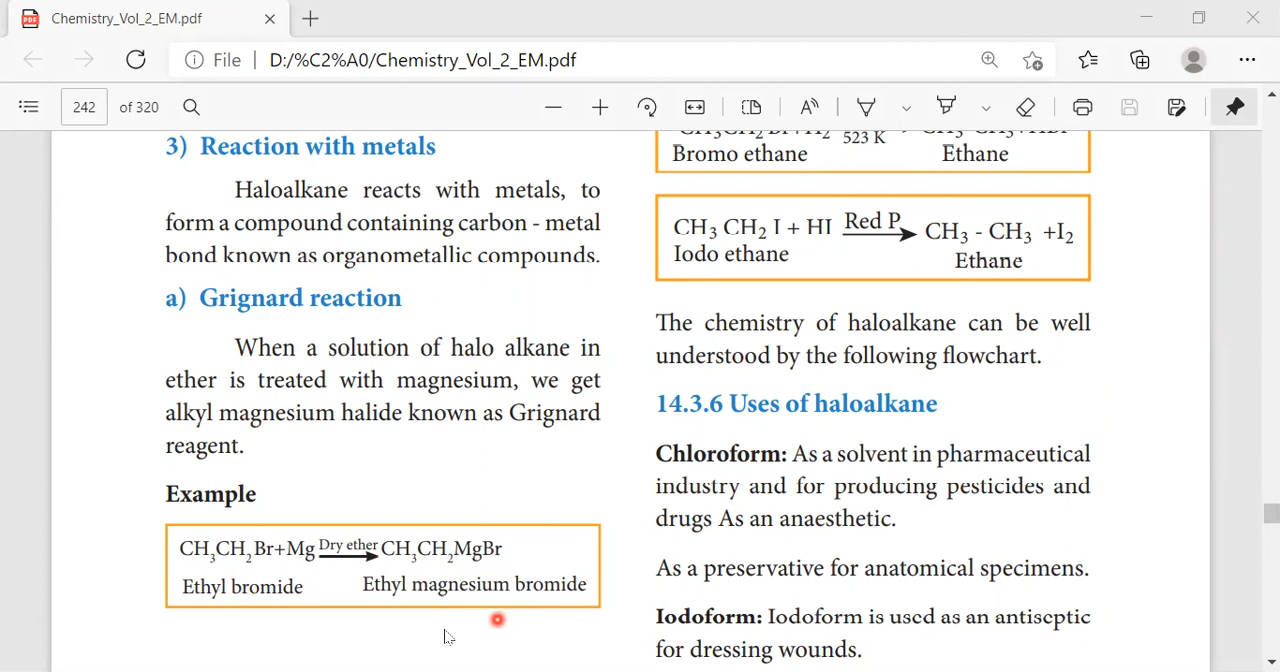 Chemistry_Vol_2_EM.pdf
File
D:/%C2%A0/Chemistry_Vol_2_EM.pdf
242 of 320
3) Reaction with metals
Haloalkane reacts with metals, to
form a compound containing carbon - metal
bond known as organometallic compounds.
a) Grignard reaction
When a solution of halo alkane in
ether is treated with magnesium, we get
alkyl magnesium halide known as Grignard
reagent.
Example
CH₃CH₂Br+Mg Dry ether CH₃CH₂MgBr
Ethyl bromide Ethyl magnesium bromide
523 K
Bromo ethane Ethane
CH₃ CH₂ I + HI Red P CH₃ - CH₃ +I₂
Iodo ethane Ethane
The chemistry of haloalkane can be well
understood by the following flowchart.
14.3.6 Uses of haloalkane
Chloroform: As a solvent in pharmaceutical
industry and for producing pesticides and
drugs As an anaesthetic.
As a preservative for anatomical specimens.
Iodoform: Iodoform is used as an antiseptic
for dressing wounds.